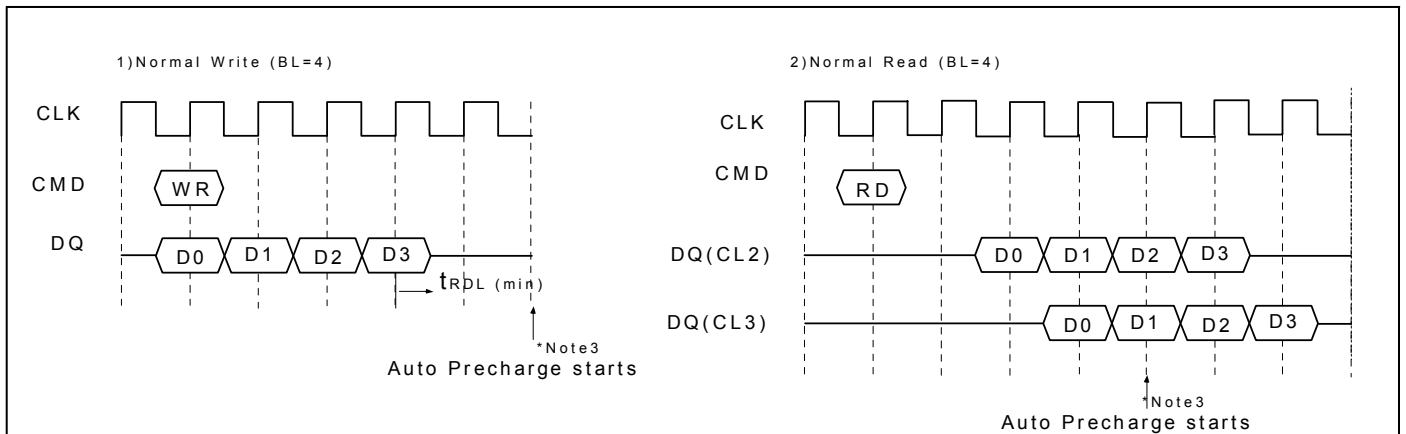 1)Normal Write (BL=4)
CLK
CMD
WR
DQ
D0 D1 D2 D3
tRDL (min)
*Note3
Auto Precharge starts
2)Normal Read (BL=4)
CLK
CMD
RD
DQ(CL2)
D0 D1 D2 D3
DQ(CL3)
D0 D1 D2 D3
*Note3
Auto Precharge starts